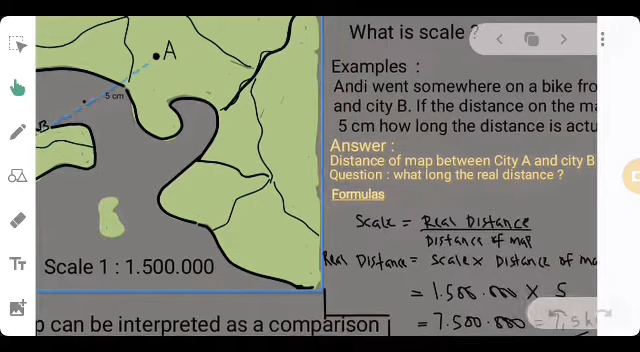 A
5 cm
B
Scale 1 : 1.500.000
p can be interpreted as a comparison
What is scale ?
Examples :
Andi went somewhere on a bike fro
and city B. If the distance on the ma
5 cm how long the distance is actu
Answer :
Distance of map between City A and city B
Question : what long the real distance ?
Formulas
Scale = Real Distance
Distance of map
Real Distance = Scale x Distance of ma
= 1.500.000 x 5
= 7.500.000 = 7,5 k
TT